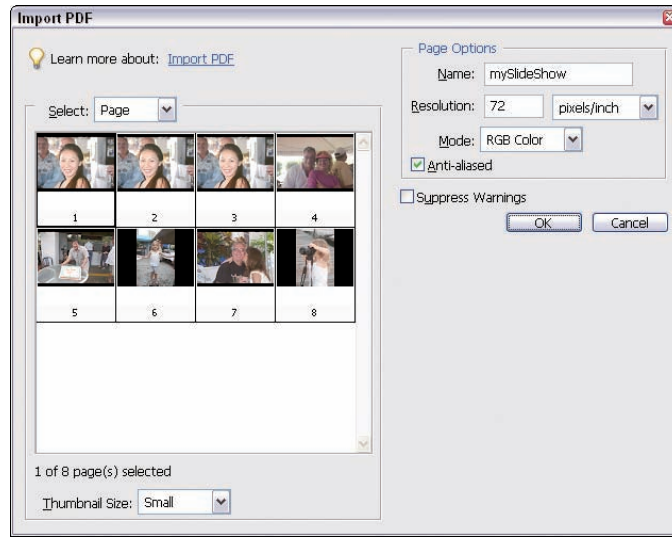 Import PDF
Learn more about: Import PDF
Select: Page
1 2 3 4
5 6 7 8
1 of 8 page(s) selected
Thumbnail Size: Small
Page Options
Name: mySlideShow
Resolution: 72 pixels/inch
Mode: RGB Color
Anti-aliased
Suppress Warnings
OK Cancel